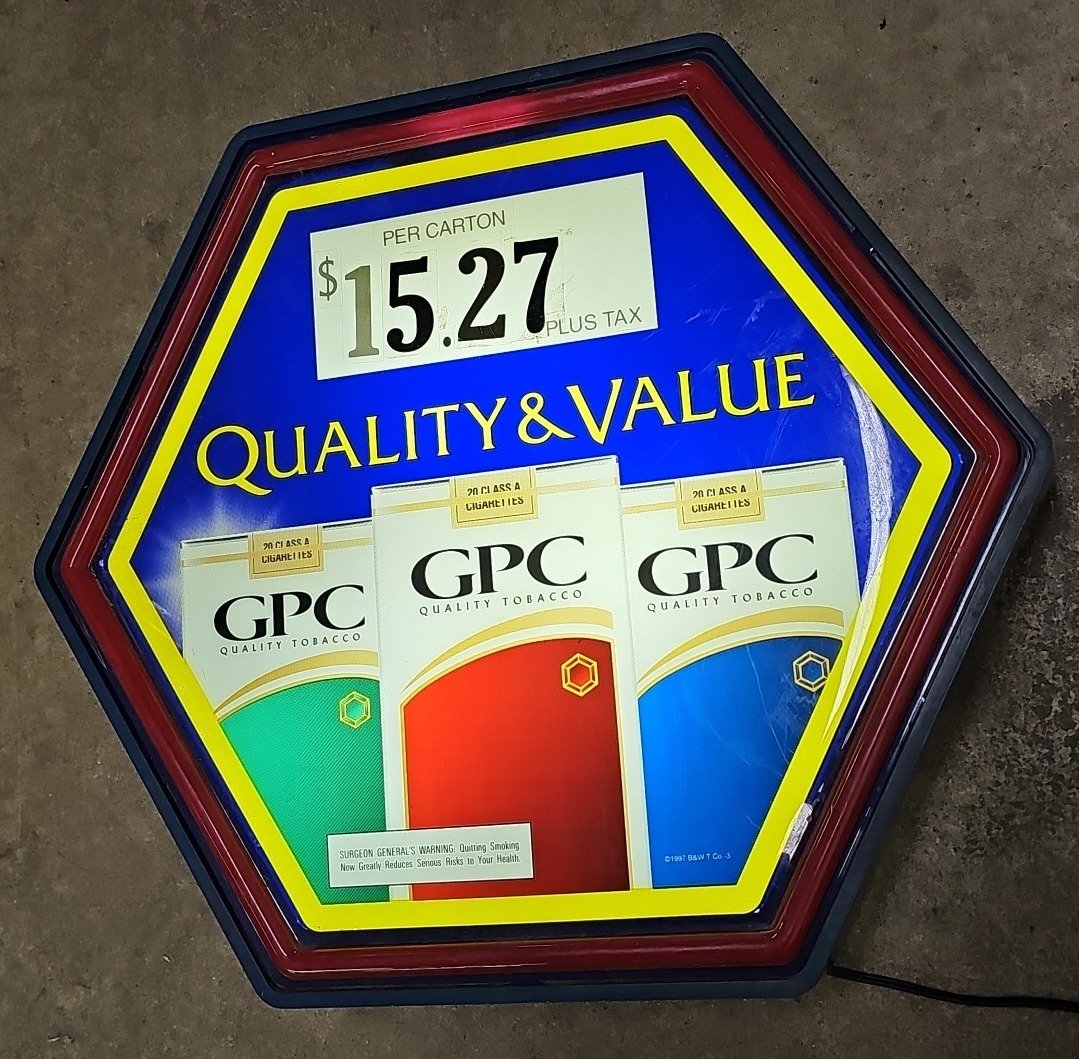 PER CARTON
$15.27
PLUS TAX
QUALITY & VALUE
20 CLASS A
CIGARETTES
GPC
QUALITY TOBACCO
20 CLASS A
CIGARETTES
GPC
QUALITY TOBACCO
20 CLASS A
CIGARETTES
GPC
QUALITY TOBACCO
SURGEON GENERAL'S WARNING: Quitting Smoking
Now Greatly Reduces Serious Risks to Your Health.
©1997 B&W T Co.-3